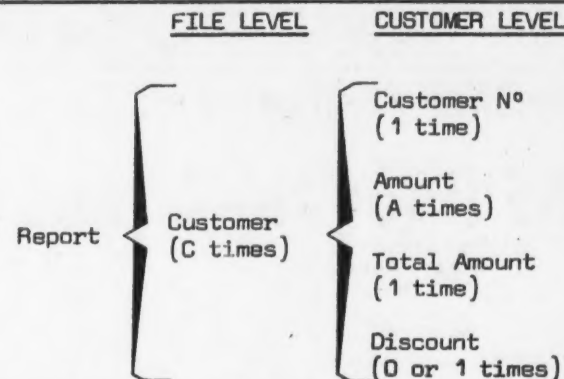 FILE LEVEL CUSTOMER LEVEL
Customer Nº
(1 time)
Amount
(A times)
Report Customer
(C times)
Total Amount
(1 time)
Discount
(0 or 1 times)